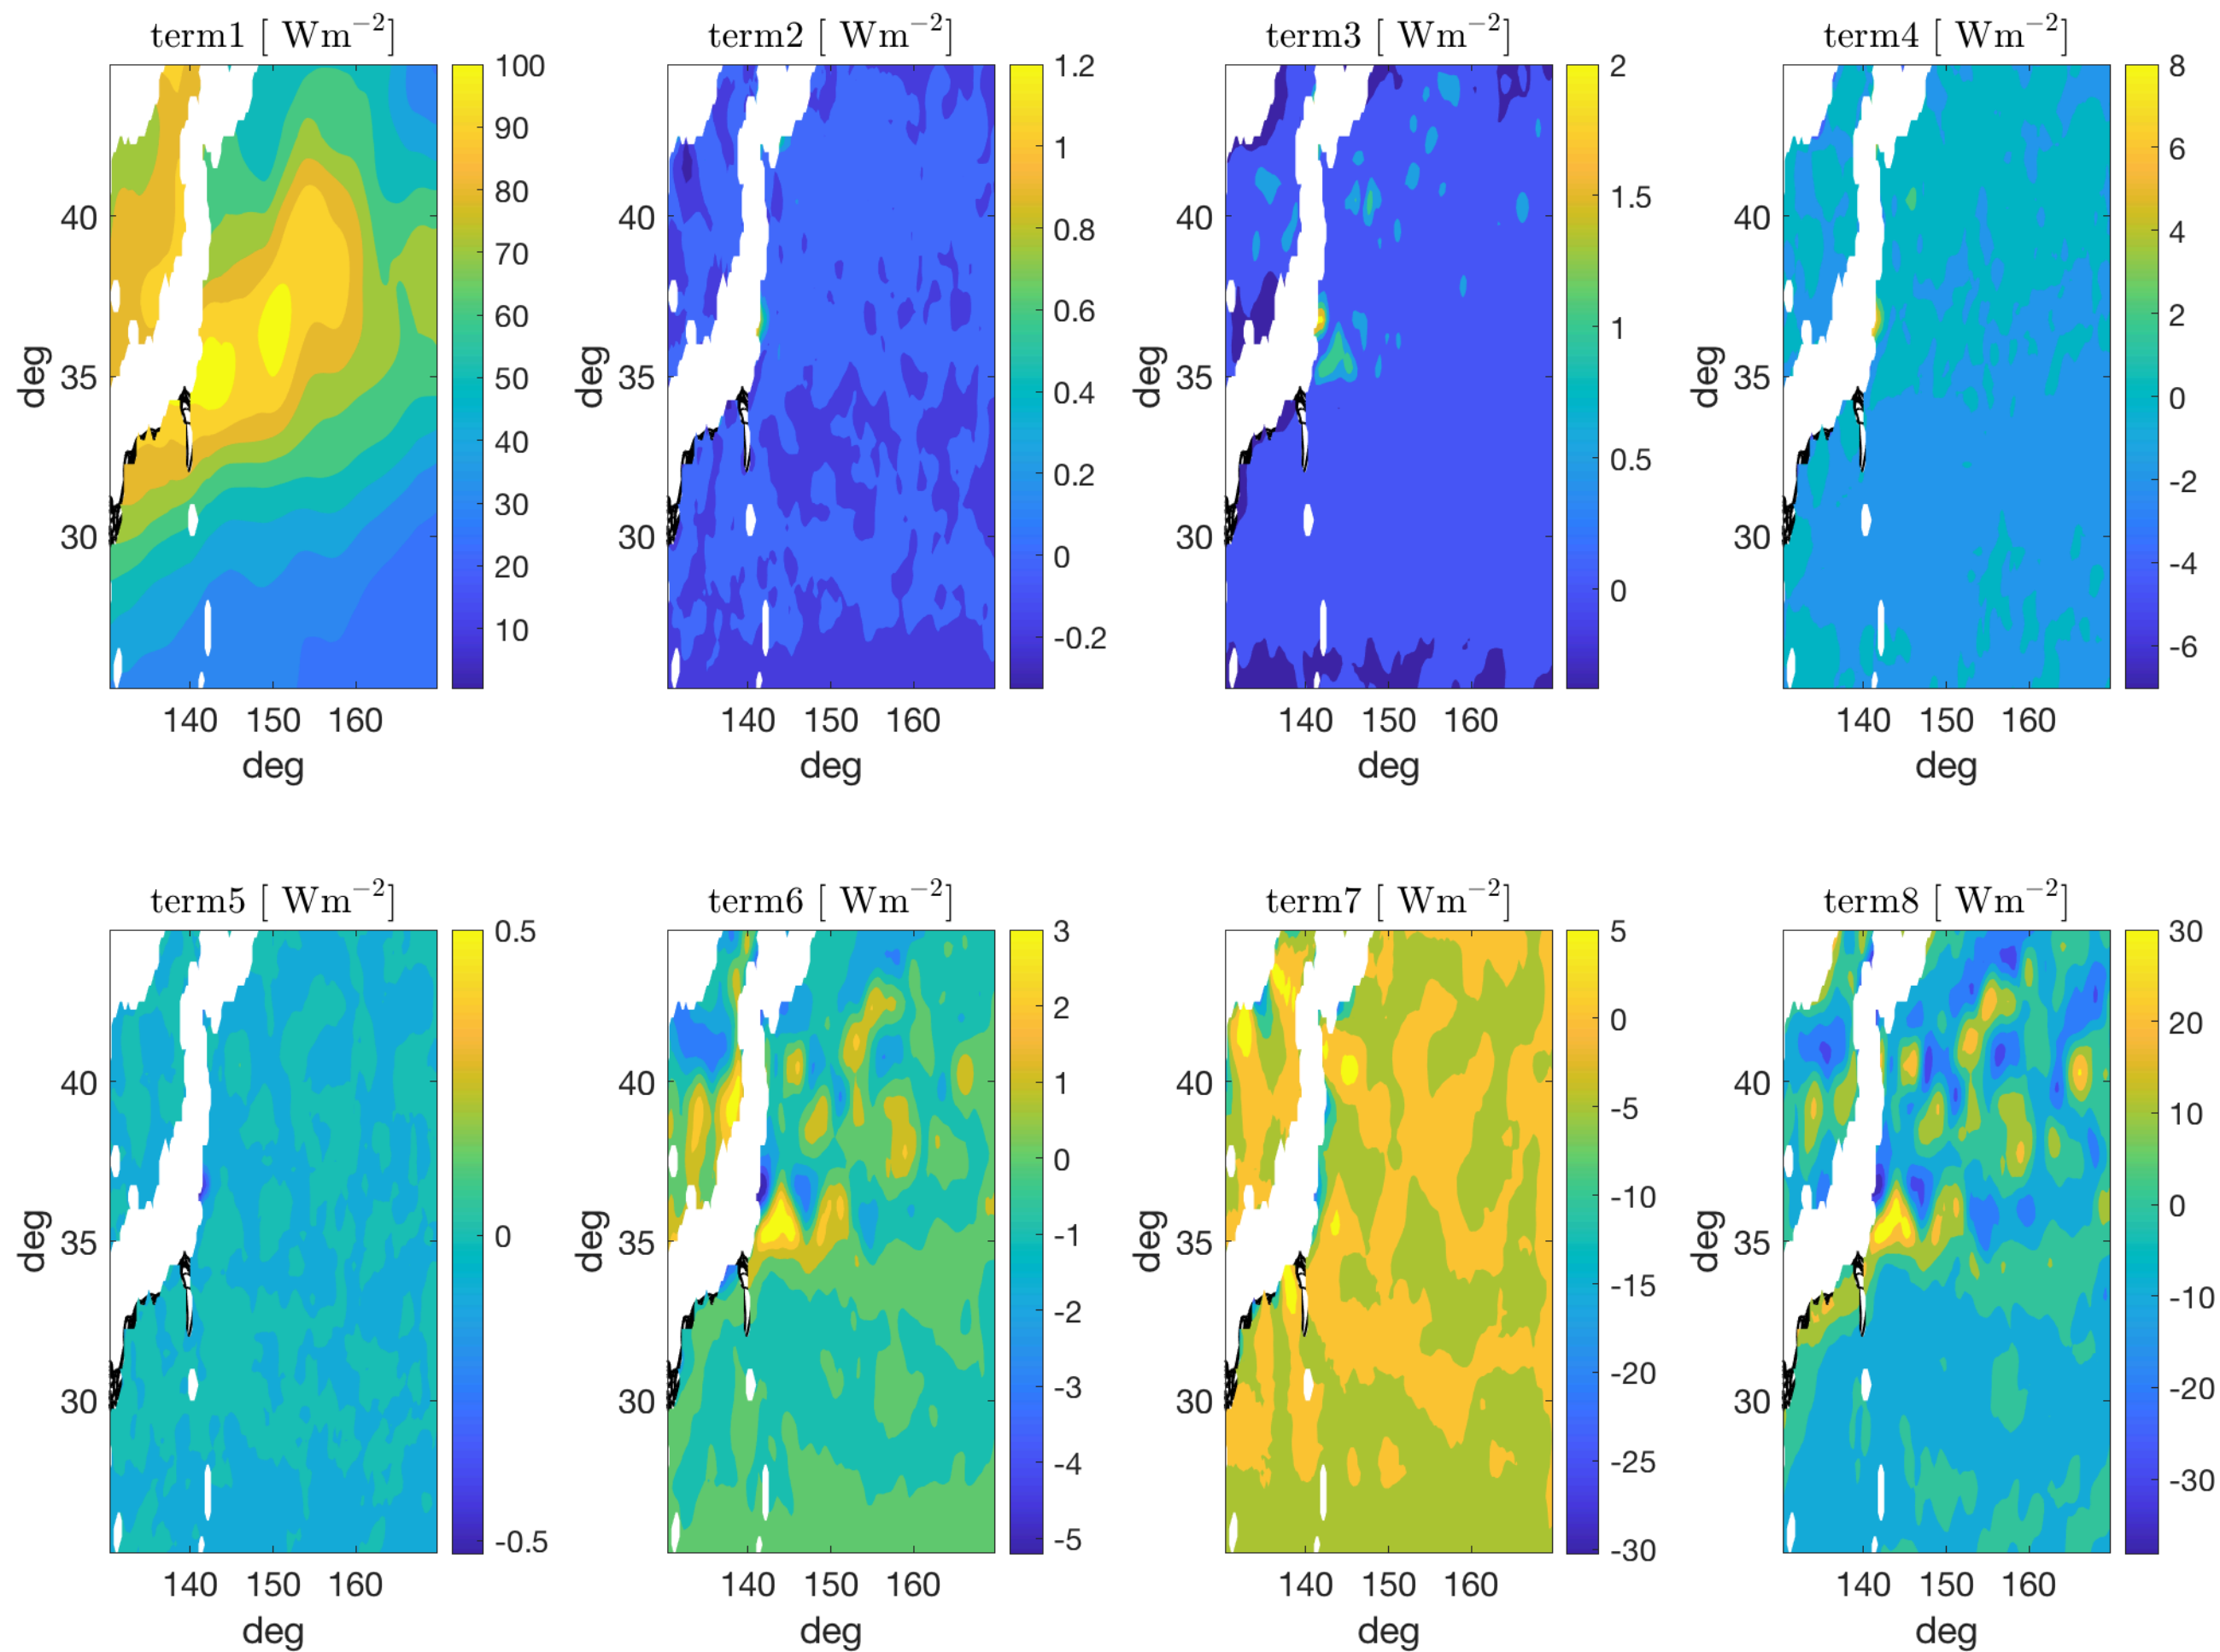 term1 [ Wm⁻²]
100
90
80
70
60
50
40
30
20
10
40
35
30
deg
140 150 160
deg
term2 [ Wm⁻²]
1.2
1
0.8
0.6
0.4
0.2
0
-0.2
40
35
30
deg
140 150 160
deg
term3 [ Wm⁻²]
2
1.5
1
0.5
0
40
35
30
deg
140 150 160
deg
term4 [ Wm⁻²]
8
6
4
2
0
-2
-4
-6
40
35
30
deg
140 150 160
deg
term5 [ Wm⁻²]
0.5
0
-0.5
40
35
30
deg
140 150 160
deg
term6 [ Wm⁻²]
3
2
1
0
-1
-2
-3
-4
-5
40
35
30
deg
140 150 160
deg
term7 [ Wm⁻²]
5
0
-5
-10
-15
-20
-25
-30
40
35
30
deg
140 150 160
deg
term8 [ Wm⁻²]
30
20
10
0
-10
-20
-30
40
35
30
deg
140 150 160
deg